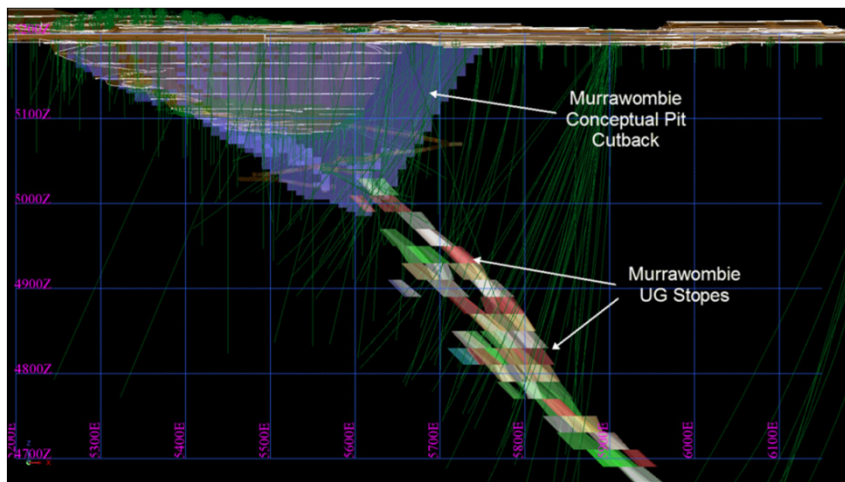 5100Z
5000Z
4900Z
4800Z
4700Z
5300E
5400E
5500E
5600E
5700E
5800E
6000E
6100E
Murrawombie
Conceptual Pit
Cutback
Murrawombie
UG Stopes